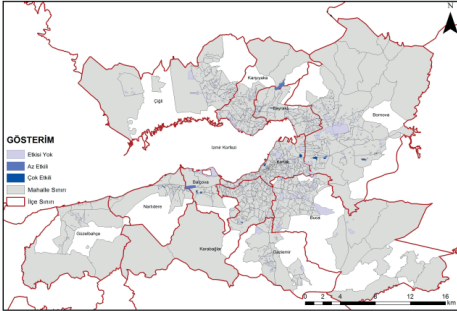 N
Karşıyaka
Çiğli
Bayraklı
Bornova
İzmir Körfezi
GÖSTERİM
Etkisi Yok
Az Etkili
Çok Etkili
Mahalle Sınırı
İlçe Sınırı
Konak
Balçova
Narlıdere
Buca
Güzelbahçe
Karabağlar
Gaziemir
0 2 4 8 12 16
km